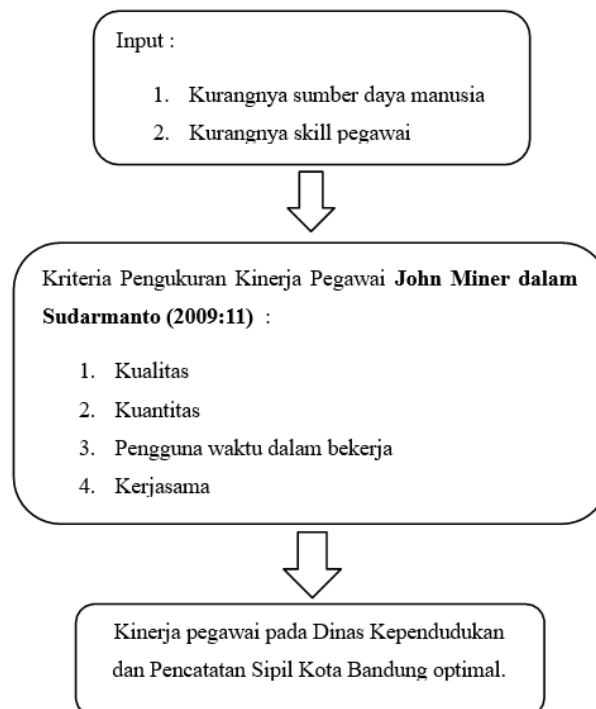 Input :
1. Kurangnya sumber daya manusia
2. Kurangnya skill pegawai
Kriteria Pengukuran Kinerja Pegawai John Miner dalam
Sudarmanto (2009:11) :
1. Kualitas
2. Kuantitas
3. Pengguna waktu dalam bekerja
4. Kerjasama
Kinerja pegawai pada Dinas Kependudukan
dan Pencatatan Sipil Kota Bandung optimal.